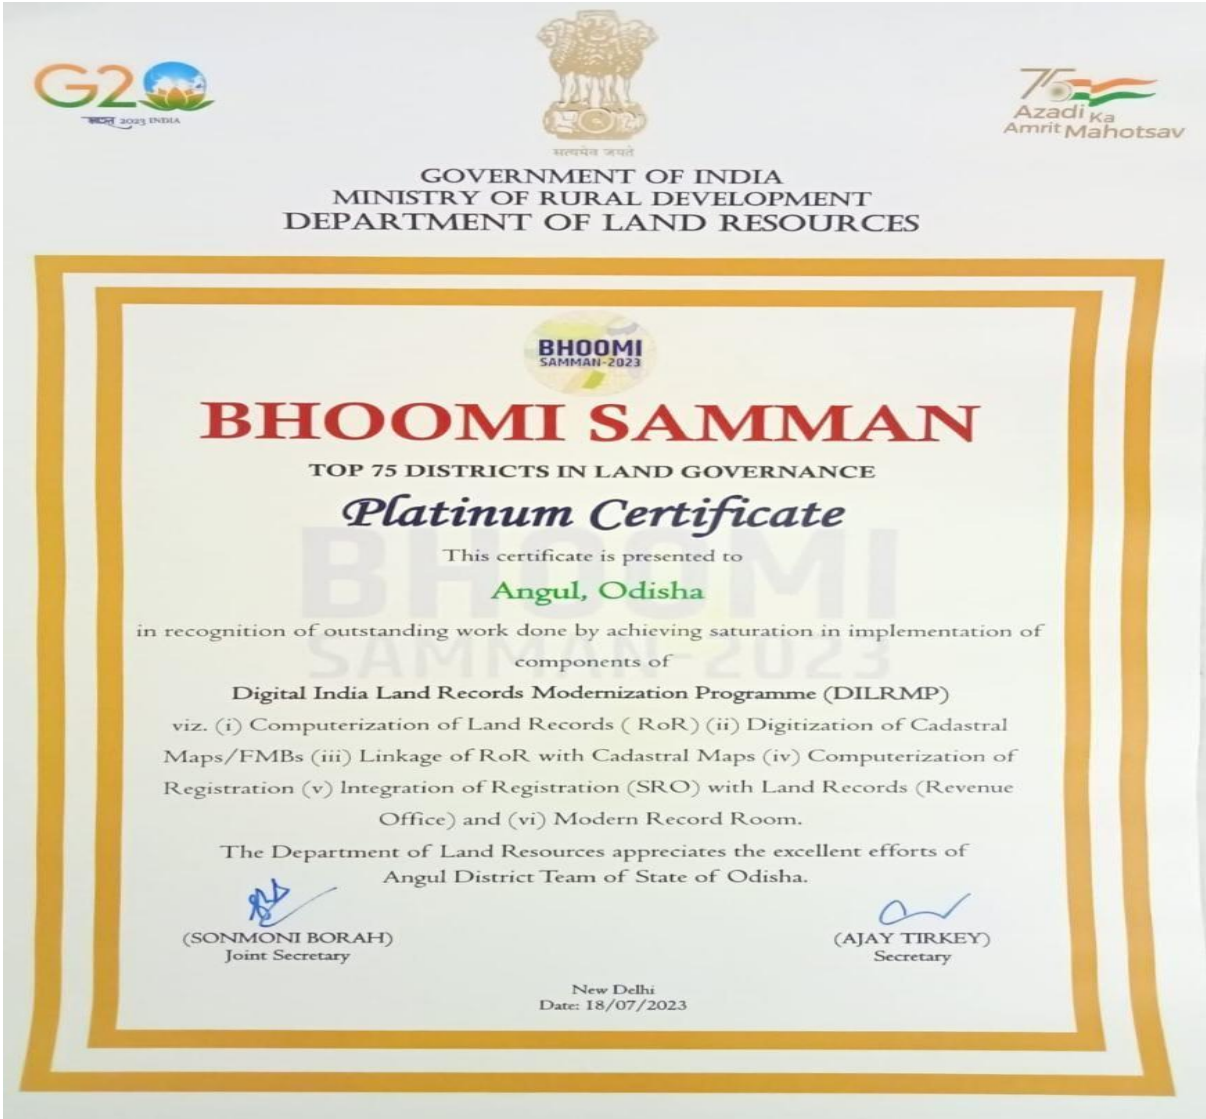 G20
भारत 2023 INDIA
75
Azadi Ka
Amrit Mahotsav
सत्यमेव जयते
GOVERNMENT OF INDIA
MINISTRY OF RURAL DEVELOPMENT
DEPARTMENT OF LAND RESOURCES
BHOOMI
SAMMAN-2023
BHOOMI SAMMAN
TOP 75 DISTRICTS IN LAND GOVERNANCE
Platinum Certificate
BHOOMI
SAMMAN-2023
This certificate is presented to
Angul, Odisha
in recognition of outstanding work done by achieving saturation in implementation of
components of
Digital India Land Records Modernization Programme (DILRMP)
viz. (i) Computerization of Land Records ( RoR) (ii) Digitization of Cadastral
Maps/FMBs (iii) Linkage of RoR with Cadastral Maps (iv) Computerization of
Registration (v) Integration of Registration (SRO) with Land Records (Revenue
Office) and (vi) Modern Record Room.
The Department of Land Resources appreciates the excellent efforts of
Angul District Team of State of Odisha.
(SONMONI BORAH)
Joint Secretary
(AJAY TIRKEY)
Secretary
New Delhi
Date: 18/07/2023